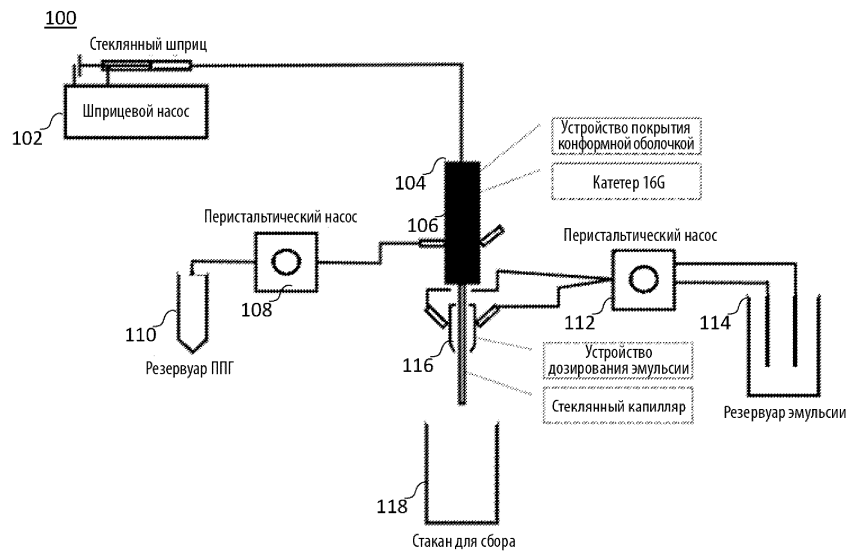 100
Стеклянный шприц
Шприцевой насос
102
Устройство покрытия
конформной оболочкой
104
Катетер 16G
106
Перистальтический насос
Перистальтический насос
108
110
112
114
116
Устройство
дозирования эмульсии
Резервуар ППГ
Стеклянный капилляр
Резервуар эмульсии
118
Стакан для сбора